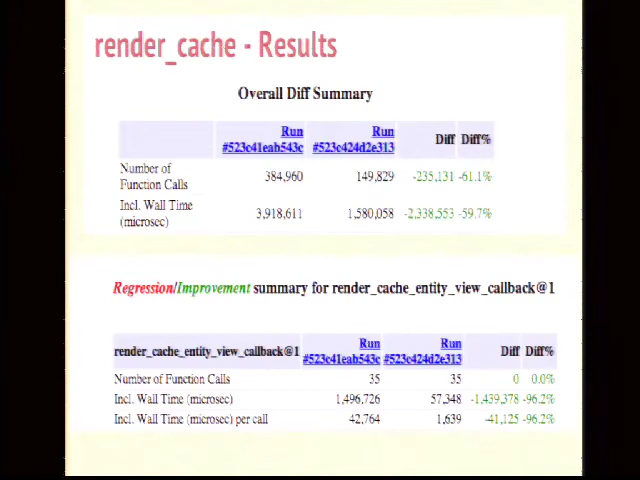 render_cache - Results
Overall Diff Summary
Run #523c41eab543c Run #523c424d2e313 Diff Diff%
Number of Function Calls 384,960 149,829 -235,131 -61.1%
Incl. Wall Time (microsec) 3,918,611 1,580,058 -2,338,553 -59.7%
Regression/Improvement summary for render_cache_entity_view_callback@1
render_cache_entity_view_callback@1 Run #523c41eab543c Run #523c424d2e313 Diff Diff%
Number of Function Calls 35 35 0 0.0%
Incl. Wall Time (microsec) 1,496,726 57,348 -1,439,378 -96.2%
Incl. Wall Time (microsec) per call 42,764 1,639 -41,125 -96.2%